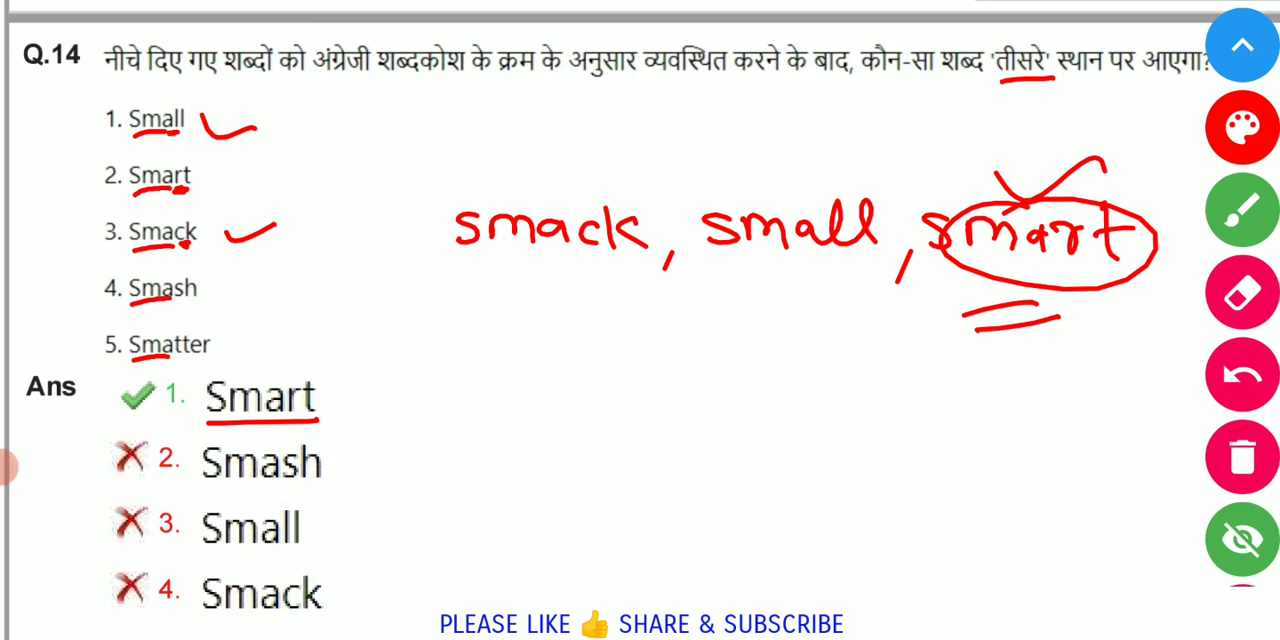 Q.14 नीचे दिए गए शब्दों को अंग्रेजी शब्दकोश के क्रम के अनुसार व्यवस्थित करने के बाद, कौन-सा शब्द 'तीसरे' स्थान पर आएगा?
1. Small
2. Smart
3. Smack
4. Smash
5. Smatter
smack, small, smart
Ans 1. Smart
2. Smash
3. Small
4. Smack
PLEASE LIKE 👍 SHARE & SUBSCRIBE